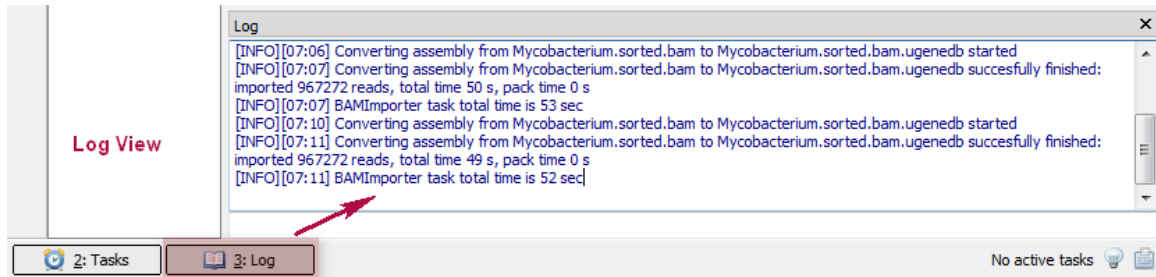 Log
[INFO][07:06] Converting assembly from Mycobacterium.sorted.bam to Mycobacterium.sorted.bam.ugenedb started
[INFO][07:07] Converting assembly from Mycobacterium.sorted.bam to Mycobacterium.sorted.bam.ugenedb succesfully finished:
imported 967272 reads, total time 50 s, pack time 0 s
[INFO][07:07] BAMImporter task total time is 53 sec
[INFO][07:10] Converting assembly from Mycobacterium.sorted.bam to Mycobacterium.sorted.bam.ugenedb started
[INFO][07:11] Converting assembly from Mycobacterium.sorted.bam to Mycobacterium.sorted.bam.ugenedb succesfully finished:
imported 967272 reads, total time 49 s, pack time 0 s
[INFO][07:11] BAMImporter task total time is 52 sec
Log View
2: Tasks
3: Log
No active tasks